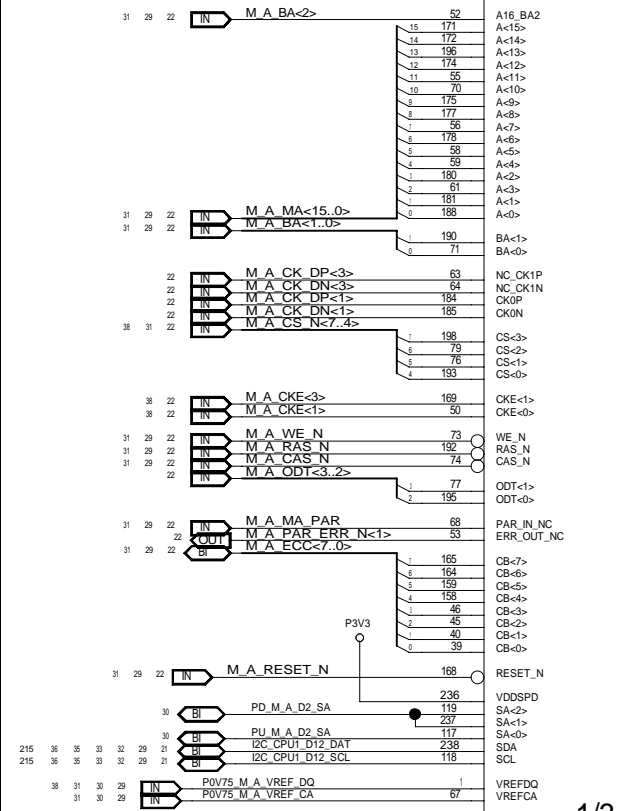 31 29 22 IN M_A_BA<2> 52 A16_BA2
15 171 A<15>
14 172 A<14>
13 196 A<13>
12 174 A<12>
11 55 A<11>
10 70 A<10>
9 175 A<9>
8 177 A<8>
7 56 A<7>
6 178 A<6>
5 58 A<5>
4 59 A<4>
3 180 A<2>
2 61 A<3>
1 181 A<1>
31 29 22 IN M_A_MA<15..0> 0 188 A<0>
31 29 22 IN M_A_BA<1..0>
1 190 BA<1>
0 71 BA<0>
22 IN M_A_CK_DP<3> 63 NC_CK1P
22 IN M_A_CK_DN<3> 64 NC_CK1N
22 IN M_A_CK_DP<1> 184 CK0P
22 IN M_A_CK_DN<1> 185 CK0N
38 31 22 IN M_A_CS_N<7..4>
7 198 CS<3>
6 79 CS<2>
5 76 CS<1>
4 193 CS<0>
38 22 IN M_A_CKE<3> 169 CKE<1>
38 22 IN M_A_CKE<1> 50 CKE<0>
31 29 22 IN M_A_WE_N 73 WE_N
31 29 22 IN M_A_RAS_N 192 RAS_N
31 29 22 IN M_A_CAS_N 74 CAS_N
22 IN M_A_ODT<3..2>
3 77 ODT<1>
2 195 ODT<0>
31 29 22 IN M_A_MA_PAR 68 PAR_IN_NC
22 OUT M_A_PAR_ERR_N<1> 53 ERR_OUT_NC
31 29 22 BI M_A_ECC<7..0>
7 165 CB<7>
6 164 CB<6>
5 159 CB<5>
4 158 CB<4>
3 46 CB<3>
2 45 CB<2>
1 40 CB<1>
0 39 CB<0>
P3V3
31 29 22 IN M_A_RESET_N 168 RESET_N
236 VDDSPD
30 BI PD_M_A_D2_SA 119 SA<2>
237 SA<1>
30 BI PU_M_A_D2_SA 117 SA<0>
215 36 35 33 32 29 21 BI I2C_CPU1_D12_DAT 238 SDA
215 36 35 33 32 29 21 BI I2C_CPU1_D12_SCL 118 SCL
38 31 30 29 IN P0V75_M_A_VREF_DQ 1 VREFDQ
31 30 29 IN P0V75_M_A_VREF_CA 67 VREFCA